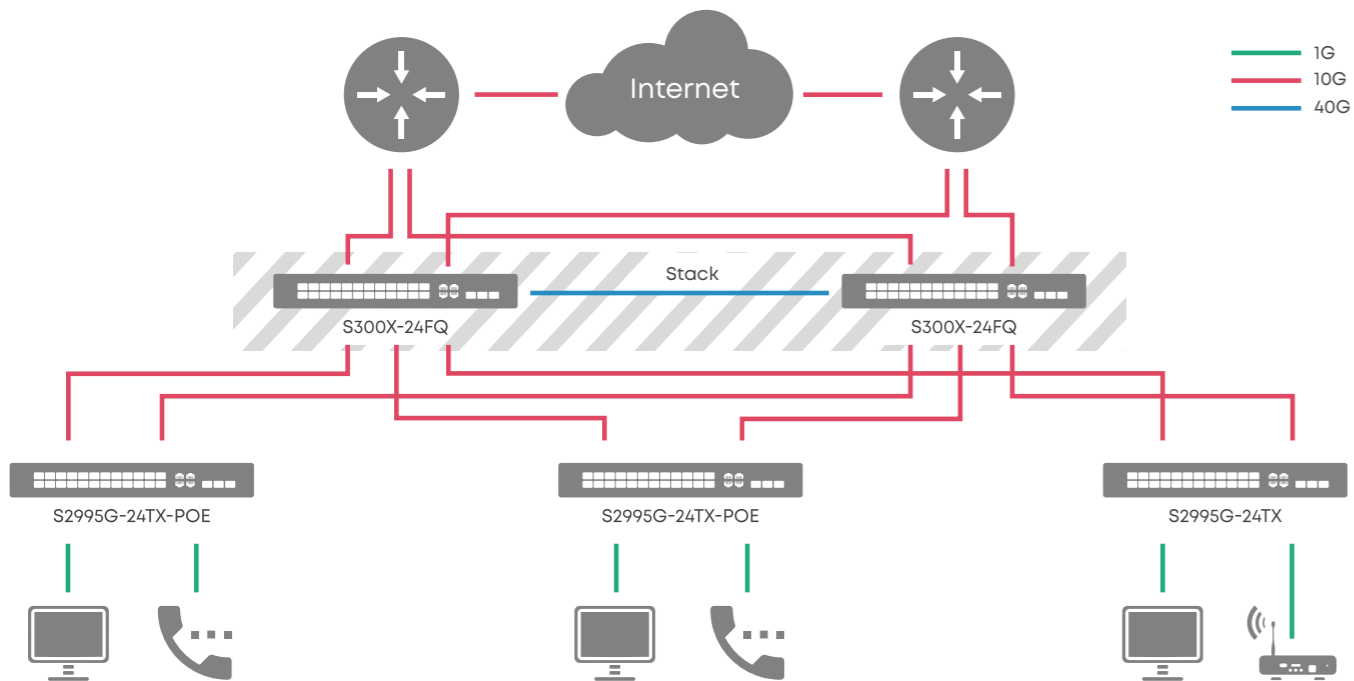 Internet
1G
10G
40G
Stack
S300X-24FQ
S300X-24FQ
S2995G-24TX-POE
S2995G-24TX-POE
S2995G-24TX